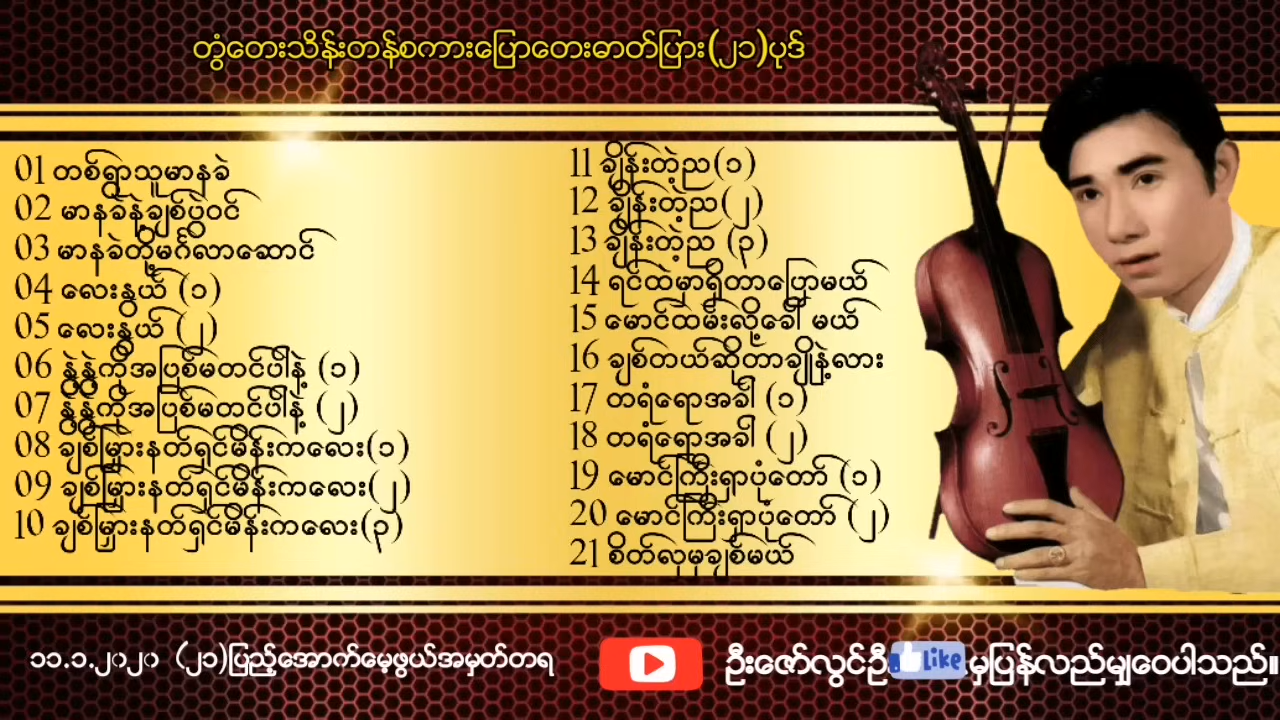 တွံတေးသိန်းတန်စကားပြောတေးဓာတ်ပြား(၂၁)ပုဒ်
01 တစ်ရွာသူမာနခဲ
02 မာနခဲနဲ့ချစ်ပွဲဝင်
03 မာနခဲတို့မင်္ဂလာဆောင်
04 လေးနွယ် (၁)
05 လေးနွယ် (၂)
06 နွဲ့နွဲ့ကိုအပြစ်မတင်ပါနဲ့ (၁)
07 နွဲ့နွဲ့ကိုအပြစ်မတင်ပါနဲ့ (၂)
08 ချစ်မြှားနတ်ရှင်မိန်းကလေး(၁)
09 ချစ်မြှားနတ်ရှင်မိန်းကလေး(၂)
10 ချစ်မြှားနတ်ရှင်မိန်းကလေး(၃)
11 ချိန်းတဲ့ည(၁)
12 ချိန်းတဲ့ည(၂)
13 ချိန်းတဲ့ည (၃)
14 ရင်ထဲမှာရှိတာပြောမယ်
15 မောင်ထမ်းလို့ခေါ် မယ်
16 ချစ်တယ်ဆိုတာချိုနဲ့လား
17 တရံရောအခါ (၁)
18 တရံရောအခါ (၂)
19 မောင်ကြီးရှာပုံတော် (၁)
20 မောင်ကြီးရှာပုံတော် (၂)
21 စိတ်လုမှချစ်မယ်
၁၁.၁.၂၀၂၀ (၂၁)ပြည့်အောက်မေ့ဖွယ်အမှတ်တရ
ဦးဇော်လွင်ဦး Like မှပြန်လည်မျှဝေပါသည်။